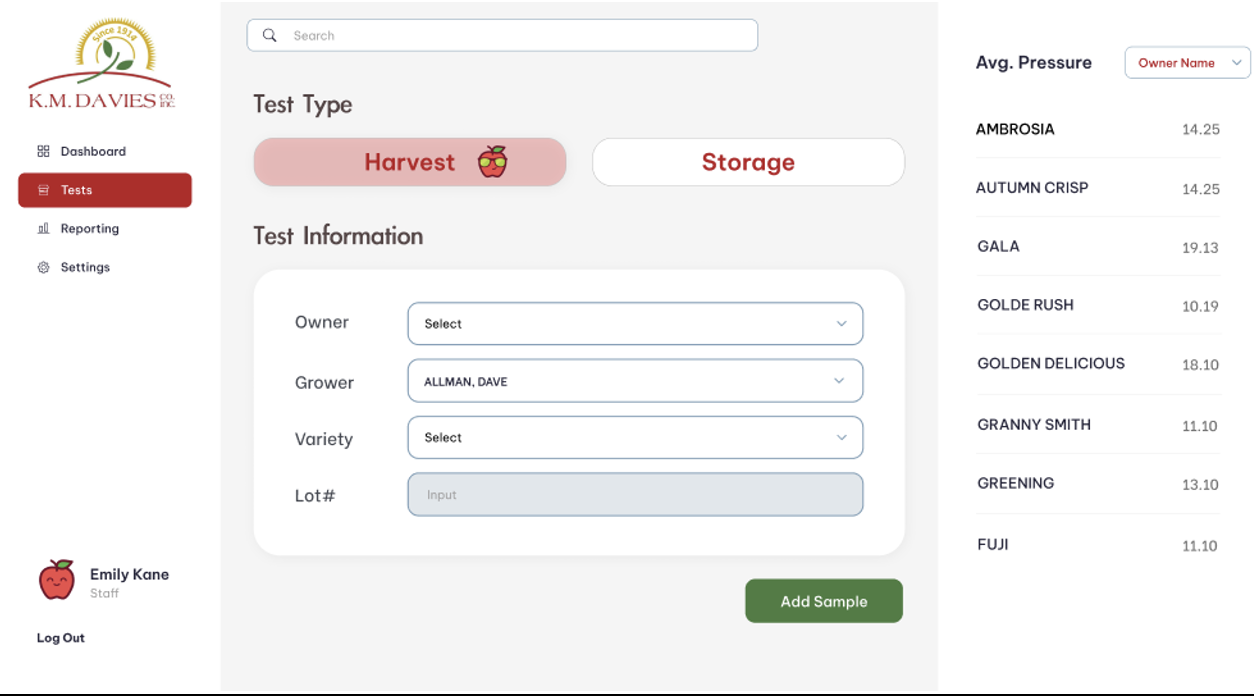 Since 1914
K.M. DAVIES CO. INC.
Dashboard
Tests
Reporting
Settings
Emily Kane
Staff
Log Out
Search
Test Type
Harvest
Storage
Test Information
Owner Select
Grower ALLMAN, DAVE
Variety Select
Lot# Input
Add Sample
Avg. Pressure Owner Name
AMBROSIA 14.25
AUTUMN CRISP 14.25
GALA 19.13
GOLDE RUSH 10.19
GOLDEN DELICIOUS 18.10
GRANNY SMITH 11.10
GREENING 13.10
FUJI 11.10